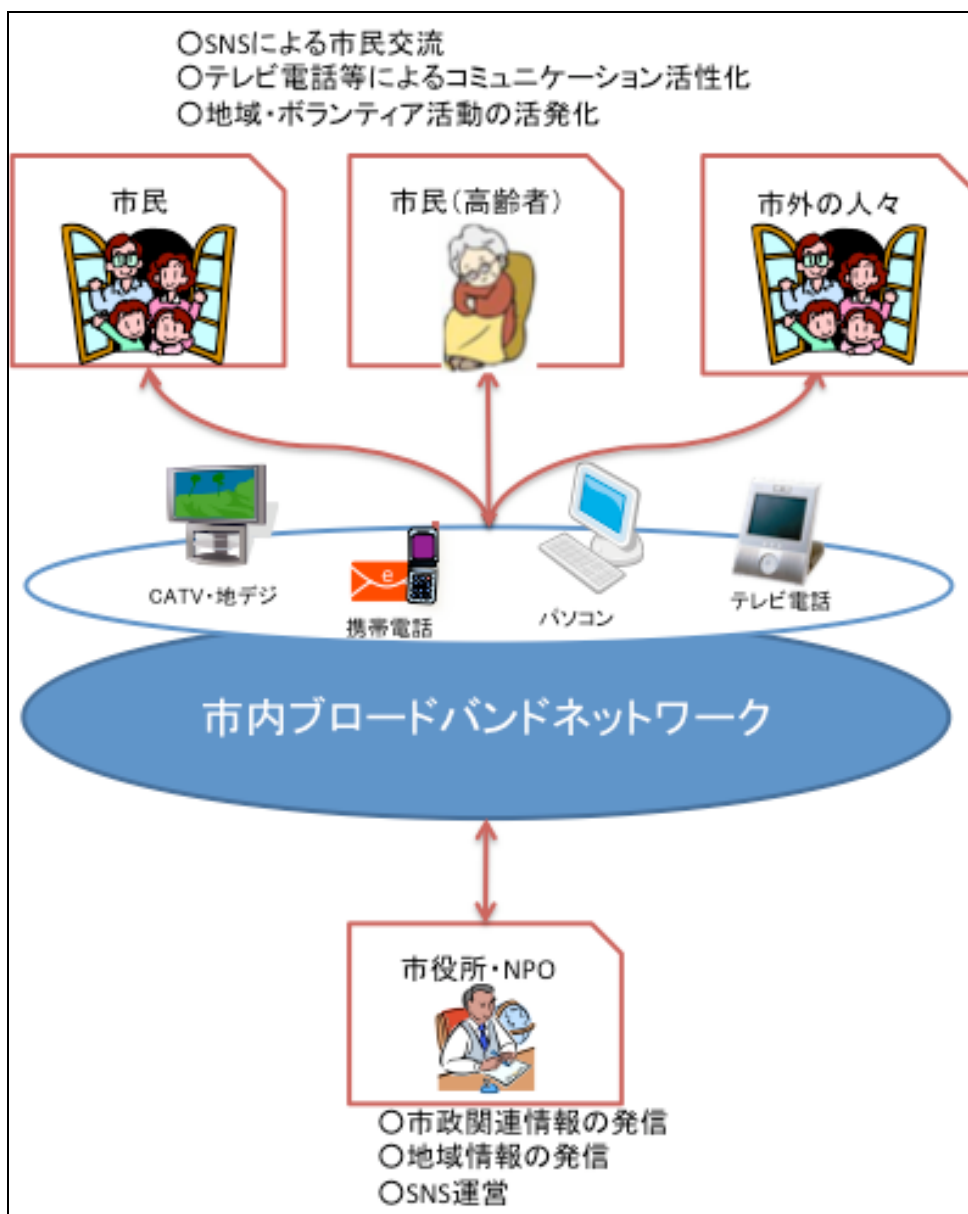 ○SNSによる市民交流
○テレビ電話等によるコミュニケーション活性化
○地域・ボランティア活動の活発化
市民
市民(高齢者)
市外の人々
CATV・地デジ
e
携帯電話
パソコン
テレビ電話
市内ブロードバンドネットワーク
市役所・NPO
○市政関連情報の発信
○地域情報の発信
○SNS運営